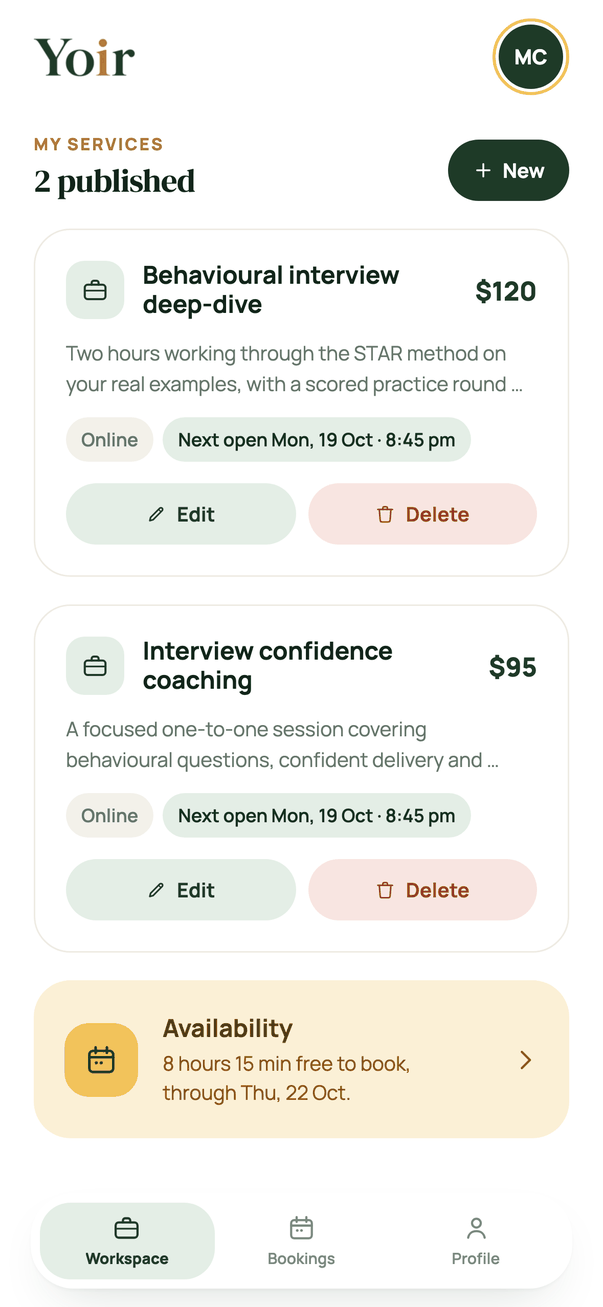 Yoir
MC
MY SERVICES
2 published
+ New
Behavioural interview
deep-dive
$120
Two hours working through the STAR method on
your real examples, with a scored practice round ...
Online
Next open Mon, 19 Oct · 8:45 pm
Edit
Delete
Interview confidence
coaching
$95
A focused one-to-one session covering
behavioural questions, confident delivery and ...
Online
Next open Mon, 19 Oct · 8:45 pm
Edit
Delete
Availability
8 hours 15 min free to book,
through Thu, 22 Oct.
Workspace
Bookings
Profile